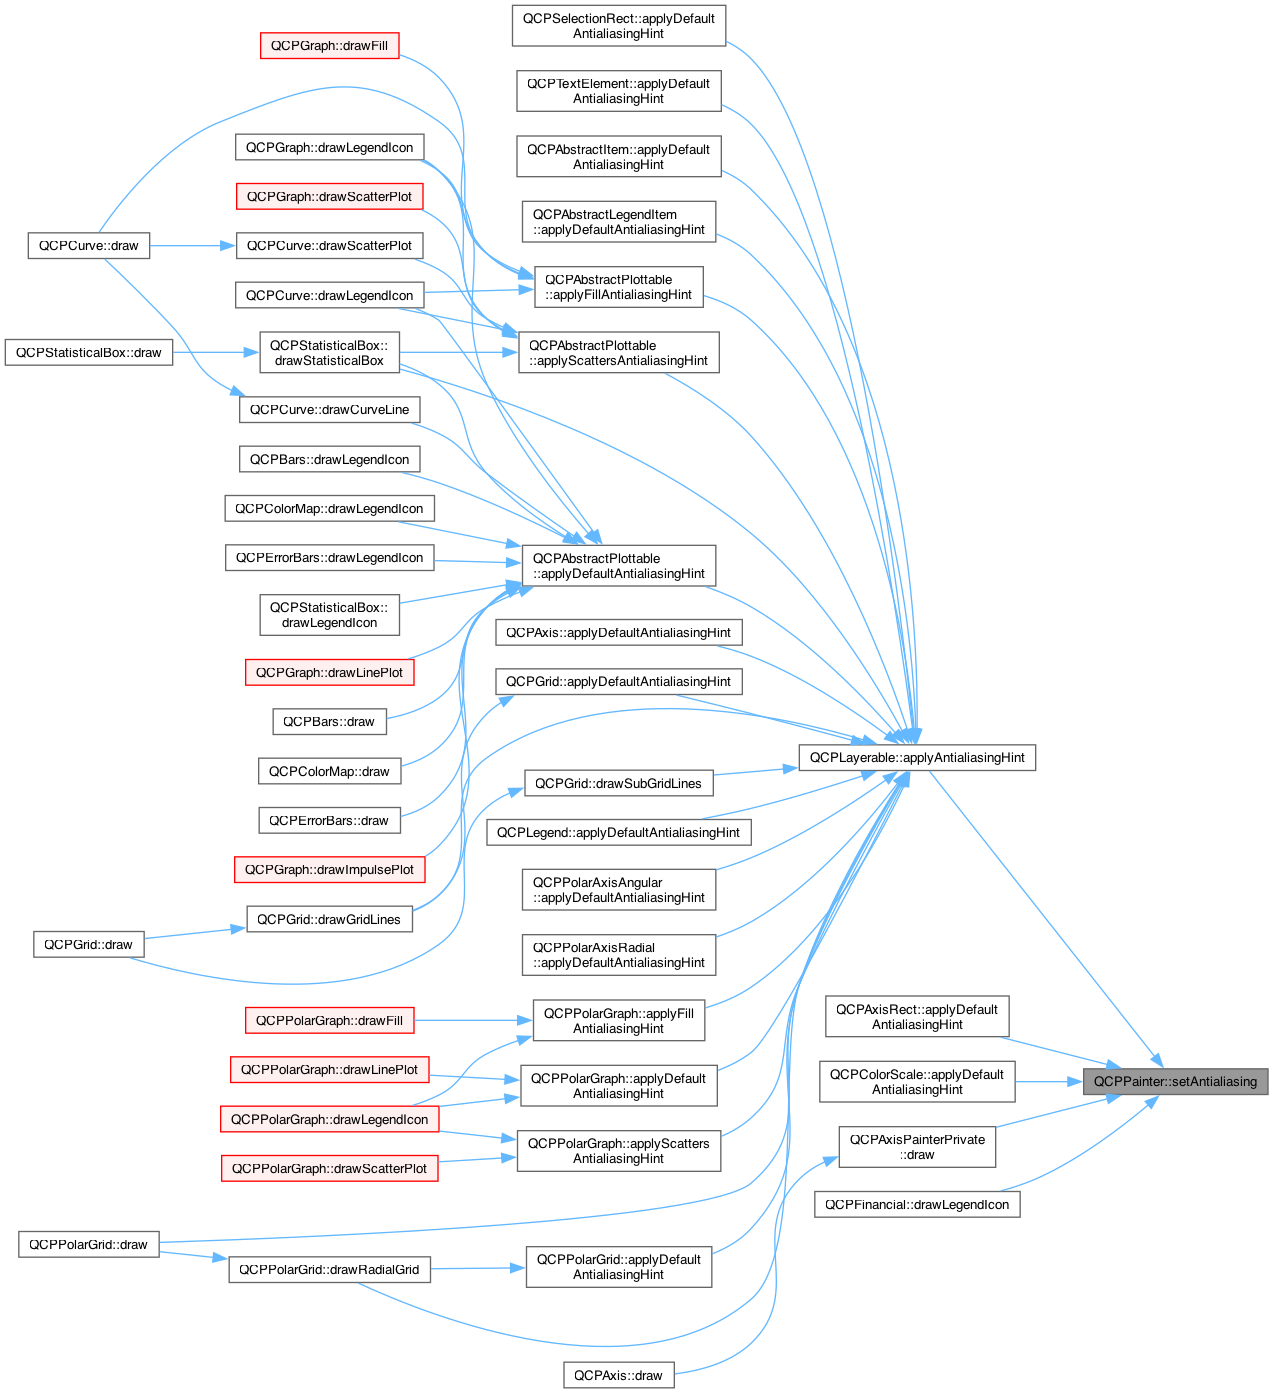 QCPSelectionRect::applyDefault
AntialiasingHint
QCPGraph::drawFill
QCPTextElement::applyDefault
AntialiasingHint
QCPGraph::drawLegendIcon
QCPAbstractItem::applyDefault
AntialiasingHint
QCPGraph::drawScatterPlot
QCPAbstractLegendItem
::applyDefaultAntialiasingHint
QCPCurve::draw
QCPCurve::drawScatterPlot
QCPAbstractPlottable
::applyFillAntialiasingHint
QCPCurve::drawLegendIcon
QCPAbstractPlottable
::applyScattersAntialiasingHint
QCPStatisticalBox::draw
QCPStatisticalBox::
drawStatisticalBox
QCPCurve::drawCurveLine
QCPBars::drawLegendIcon
QCPColorMap::drawLegendIcon
QCPErrorBars::drawLegendIcon
QCPAbstractPlottable
::applyDefaultAntialiasingHint
QCPStatisticalBox::
drawLegendIcon
QCPAxis::applyDefaultAntialiasingHint
QCPGraph::drawLinePlot
QCPGrid::applyDefaultAntialiasingHint
QCPBars::draw
QCPLayerable::applyAntialiasingHint
QCPColorMap::draw
QCPGrid::drawSubGridLines
QCPErrorBars::draw
QCPLegend::applyDefaultAntialiasingHint
QCPGraph::drawImpulsePlot
QCPPolarAxisAngular
::applyDefaultAntialiasingHint
QCPGrid::drawGridLines
QCPGrid::draw
QCPPolarAxisRadial
::applyDefaultAntialiasingHint
QCPPolarGraph::drawFill
QCPPolarGraph::applyFill
AntialiasingHint
QCPAxisRect::applyDefault
AntialiasingHint
QCPPolarGraph::drawLinePlot
QCPPolarGraph::applyDefault
AntialiasingHint
QCPColorScale::applyDefault
AntialiasingHint
QCPPainter::setAntialiasing
QCPPolarGraph::drawLegendIcon
QCPPolarGraph::applyScatters
AntialiasingHint
QCPAxisPainterPrivate
::draw
QCPPolarGraph::drawScatterPlot
QCPFinancial::drawLegendIcon
QCPPolarGrid::draw
QCPPolarGrid::drawRadialGrid
QCPPolarGrid::applyDefault
AntialiasingHint
QCPAxis::draw